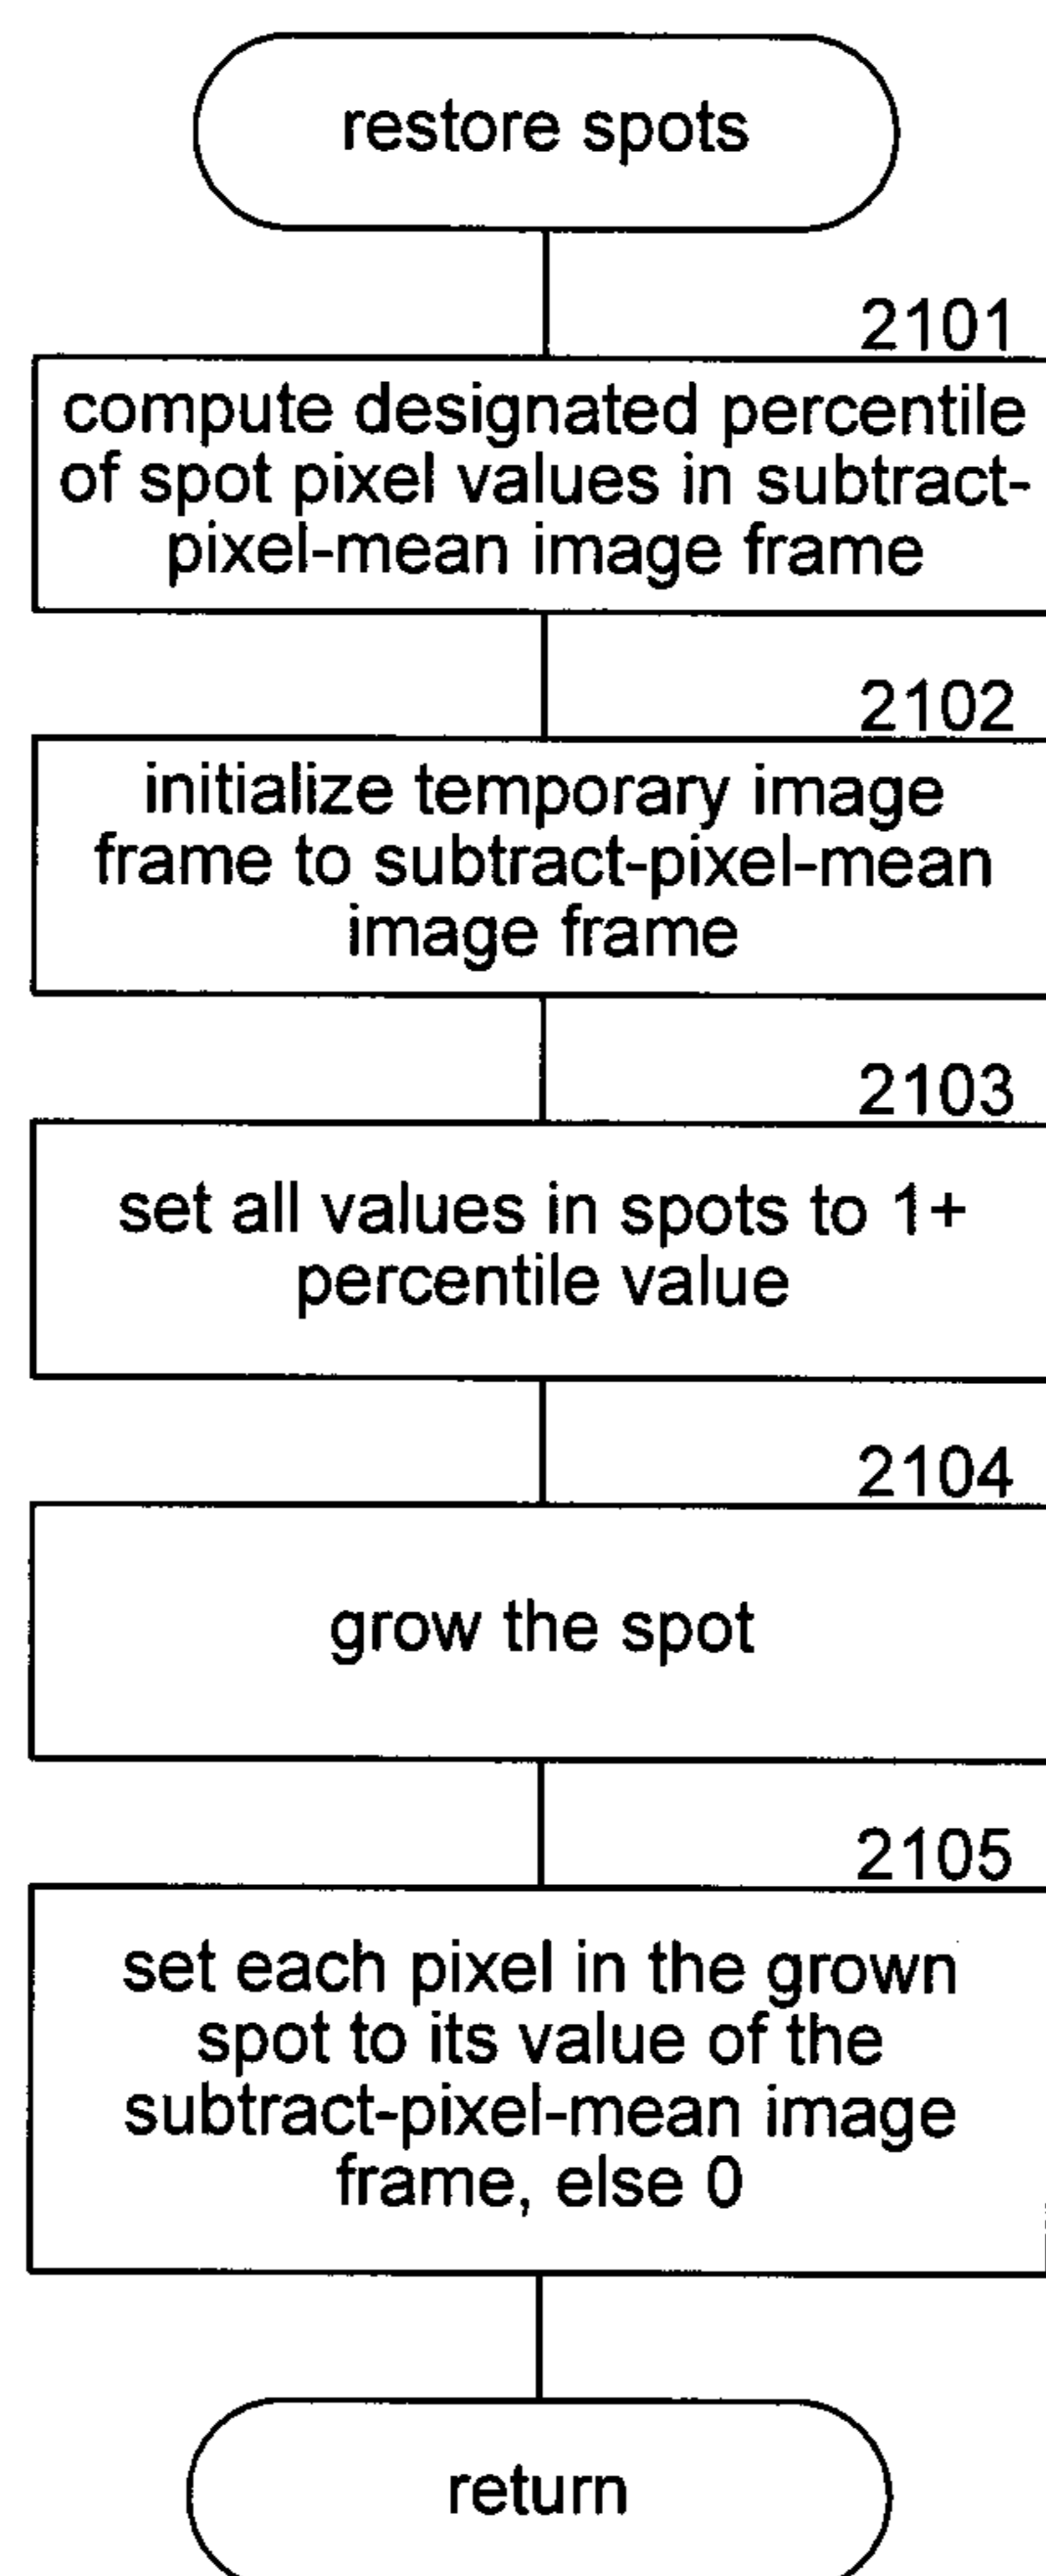 restore spots
2101
compute designated percentile
of spot pixel values in subtract-
pixel-mean image frame
2102
initialize temporary image
frame to subtract-pixel-mean
image frame
2103
set all values in spots to 1+
percentile value
2104
grow the spot
2105
set each pixel in the grown
spot to its value of the
subtract-pixel-mean image
frame, else 0
return